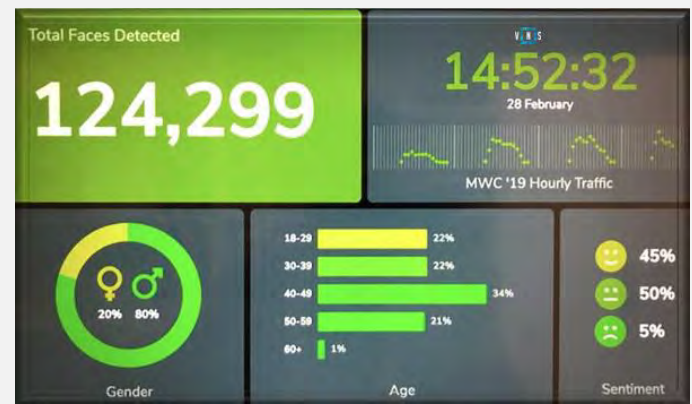 Total Faces Detected
124,299
VNS
14:52:32
28 February
MWC '19 Hourly Traffic
20% 80%
Gender
18-29 22%
30-39 22%
40-49 34%
50-59 21%
60+ 1%
Age
45%
50%
5%
Sentiment